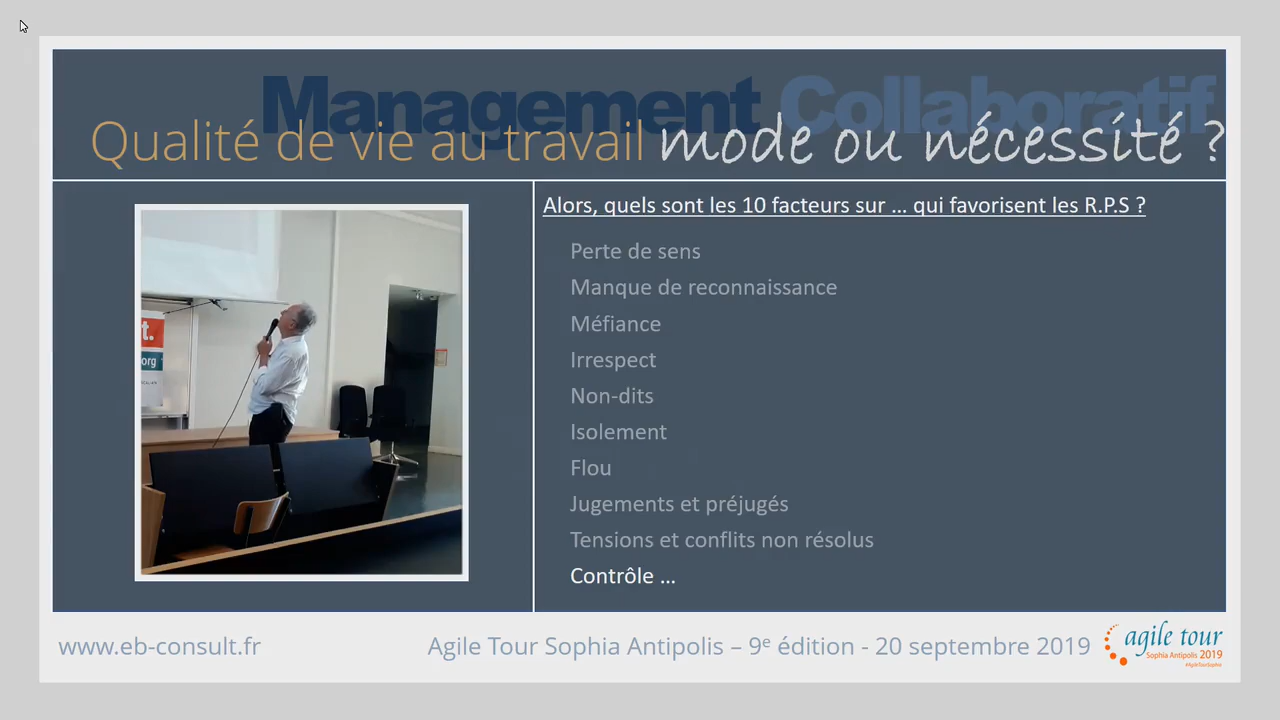 Management Collaboratif
Qualité de vie au travail mode ou nécessité ?
Alors, quels sont les 10 facteurs sur ... qui favorisent les R.P.S ?
Perte de sens
Manque de reconnaissance
Méfiance
Irrespect
Non-dits
Isolement
Flou
Jugements et préjugés
Tensions et conflits non résolus
Contrôle ...
t.
org
www.eb-consult.fr
Agile Tour Sophia Antipolis – 9e édition - 20 septembre 2019
agile tour
Sophia Antipolis 2019
#AgileTourSophia